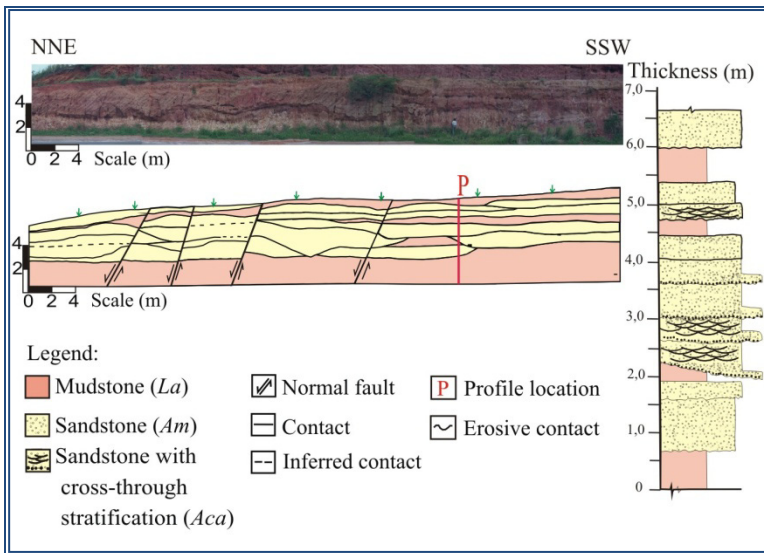 NNE
SSW
Thickness (m)
4
2
0 2 4 Scale (m)
P
4
2
0 2 4 Scale (m)
7,0
6,0
5,0
4,0
3,0
2,0
1,0
0
Legend:
Mudstone (La)
Sandstone (Am)
Sandstone with
cross-through
stratification (Aca)
Normal fault
Contact
Inferred contact
P Profile location
Erosive contact